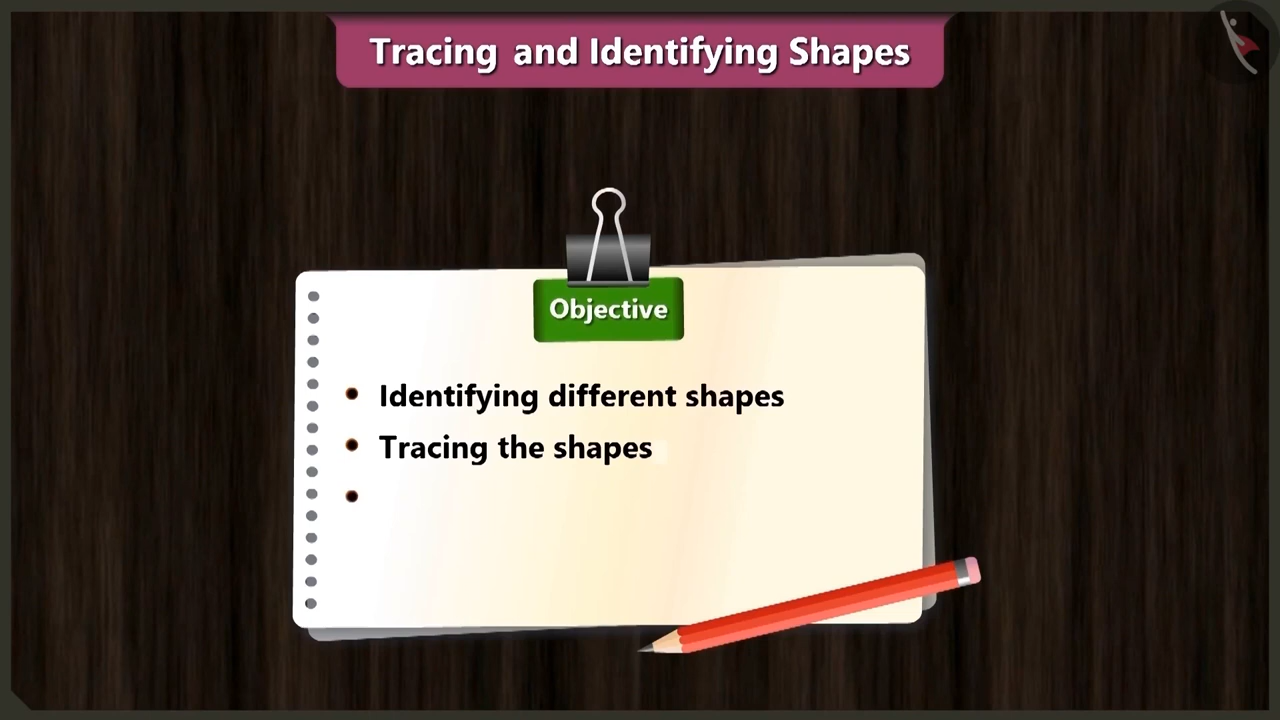 Tracing and Identifying Shapes
Objective
• Identifying different shapes
• Tracing the shapes
•